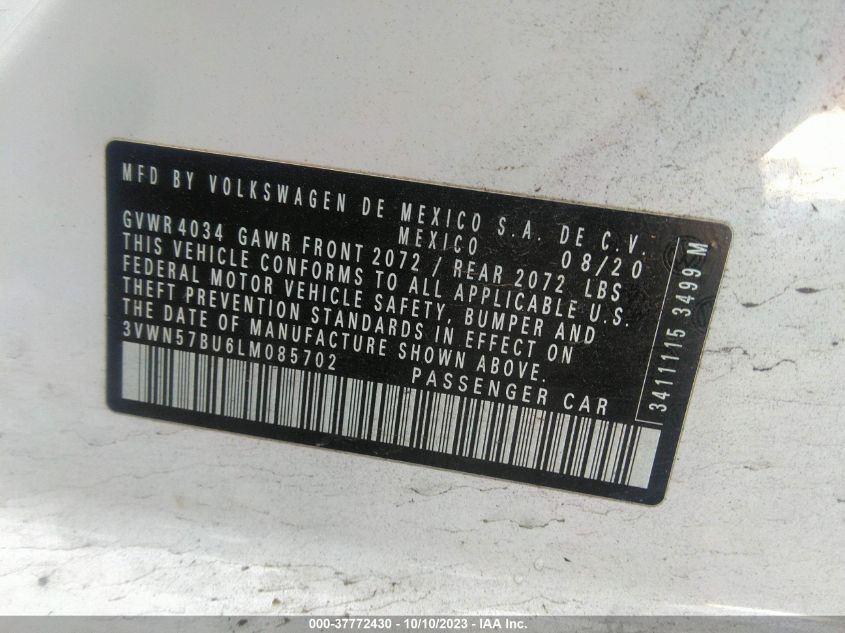 MFD BY VOLKSWAGEN DE MEXICO S.A. DE C.V.
MEXICO
08/20
GVWR 4034 GAWR FRONT 2072 / REAR 2072 LBS
THIS VEHICLE CONFORMS TO ALL APPLICABLE U.S.
FEDERAL MOTOR VEHICLE SAFETY, BUMPER AND
THEFT PREVENTION STANDARDS IN EFFECT ON
THE DATE OF MANUFACTURE SHOWN ABOVE.
3VWN57BU6LM085702
PASSENGER CAR
3411115 3499 M
000-37772430 - 10/10/2023 - IAA Inc.